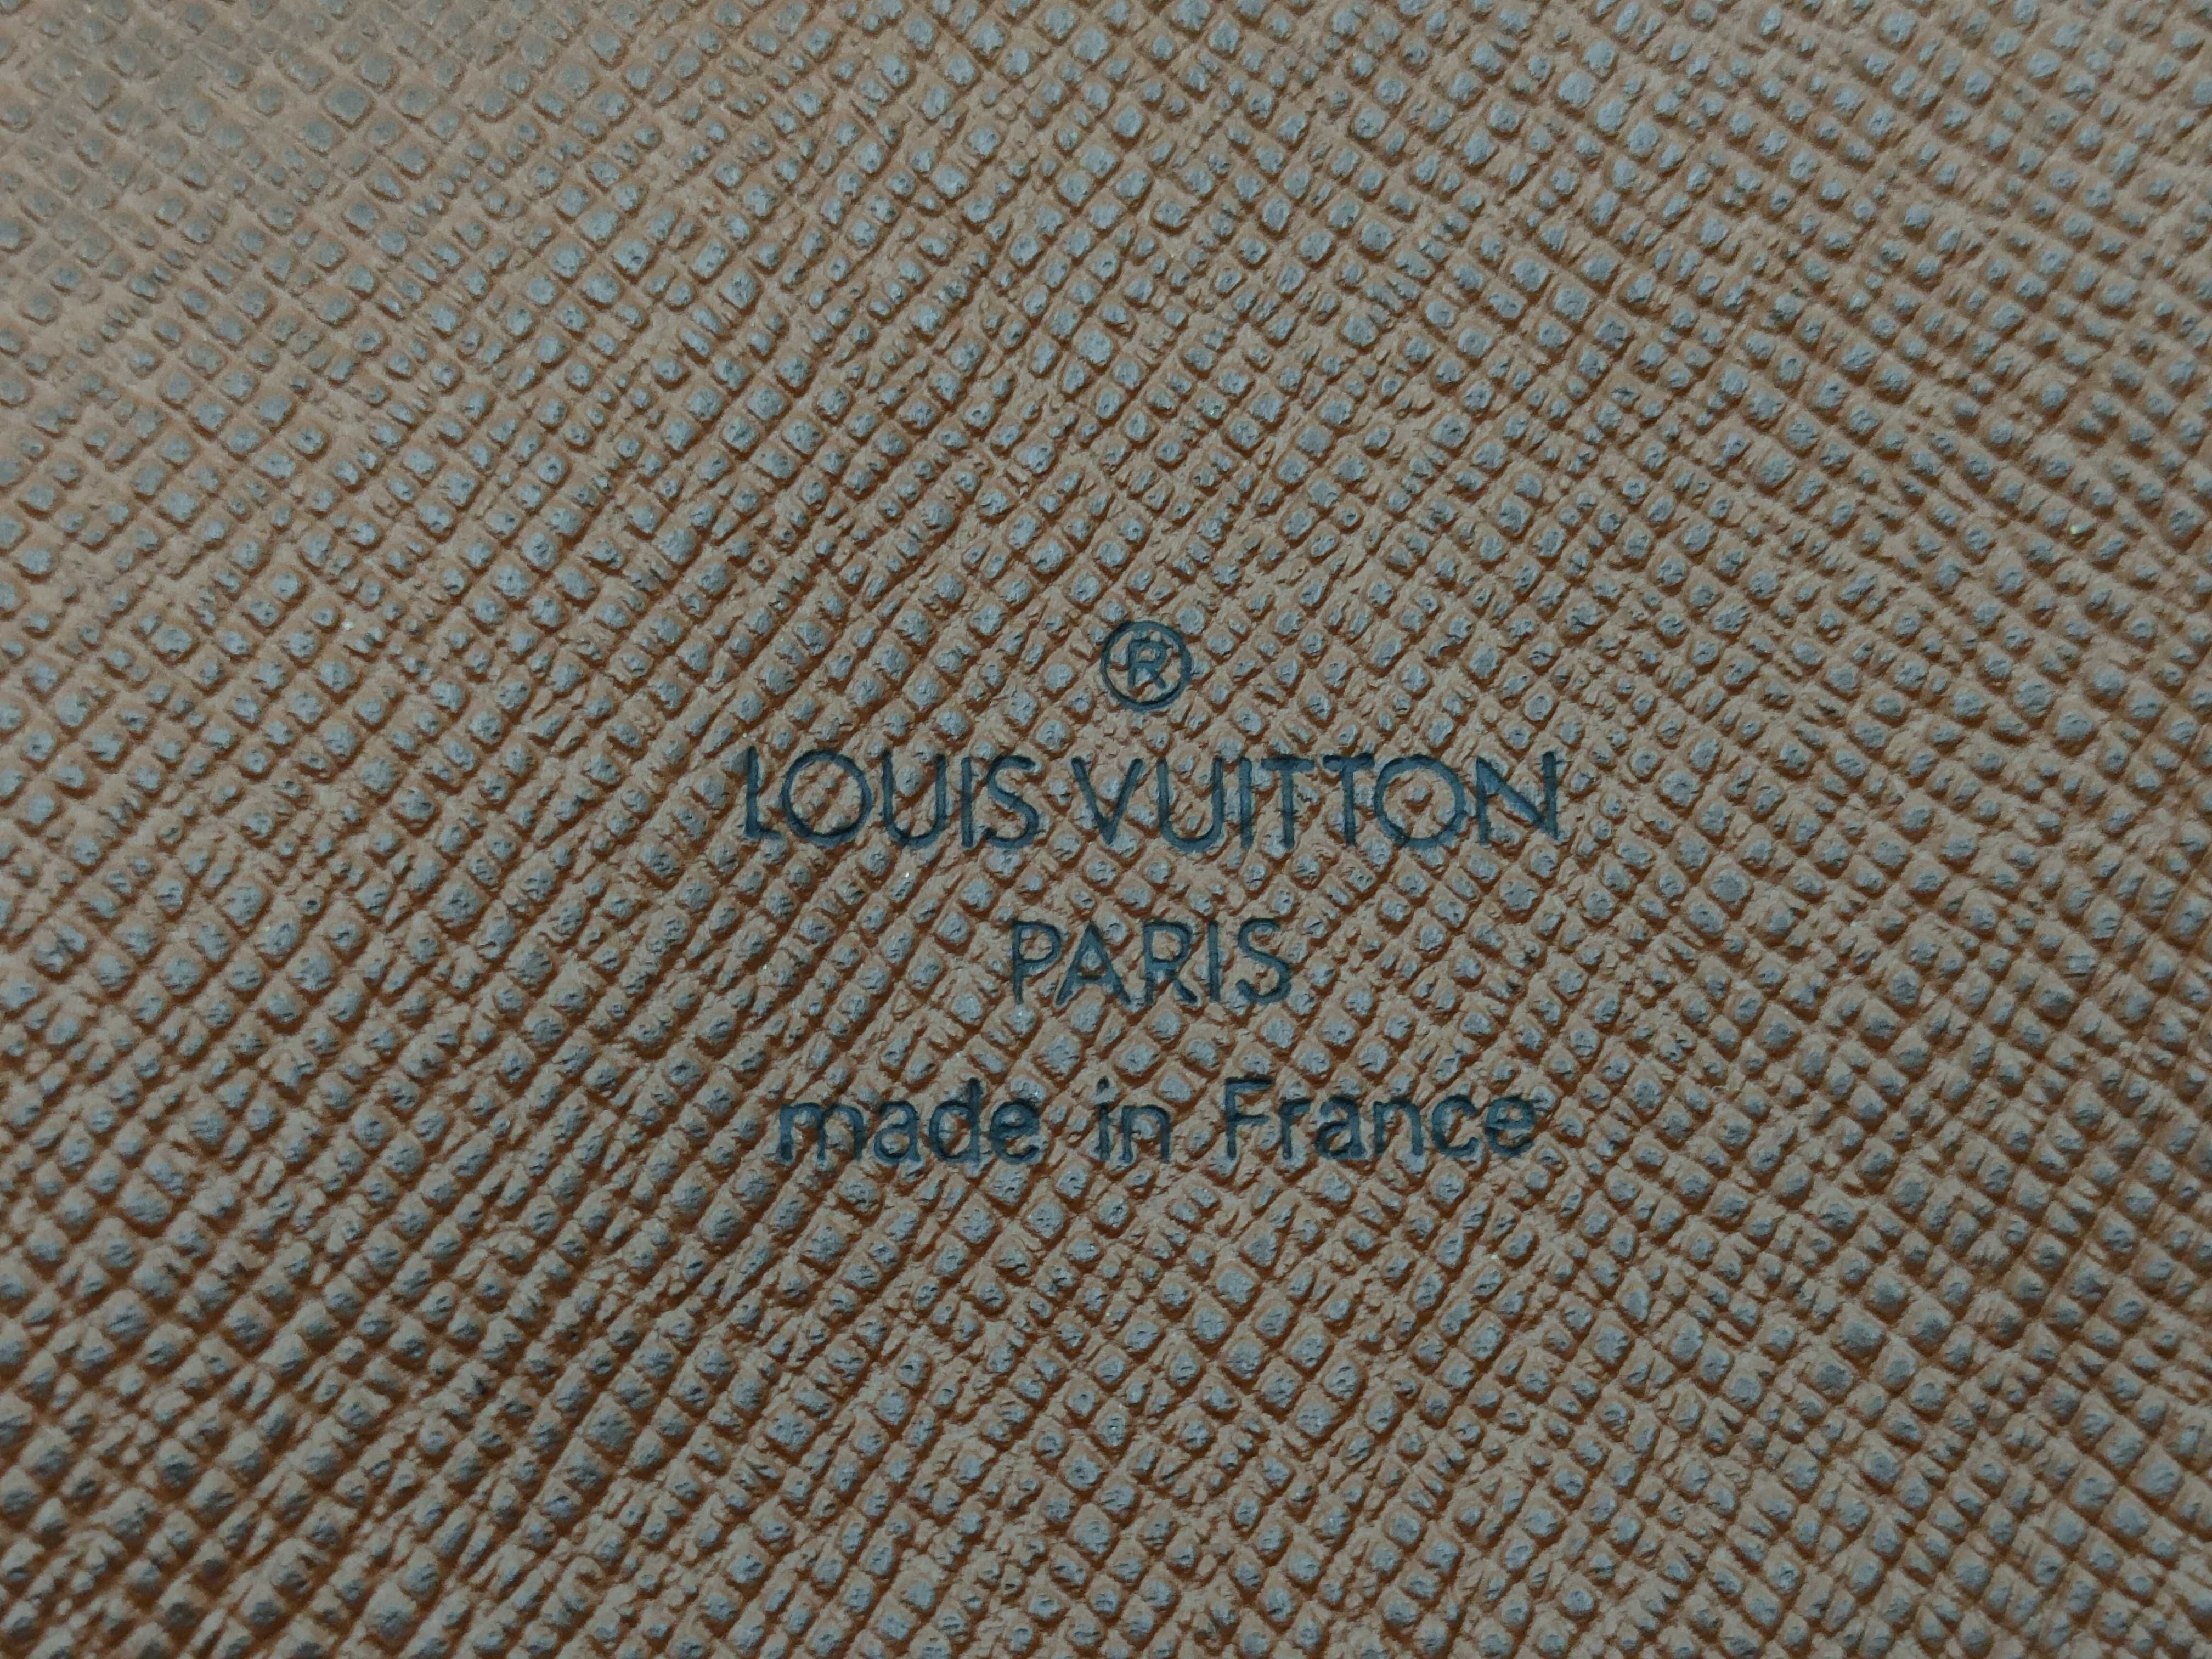 ®
LOUIS VUITTON
PARIS
made in France